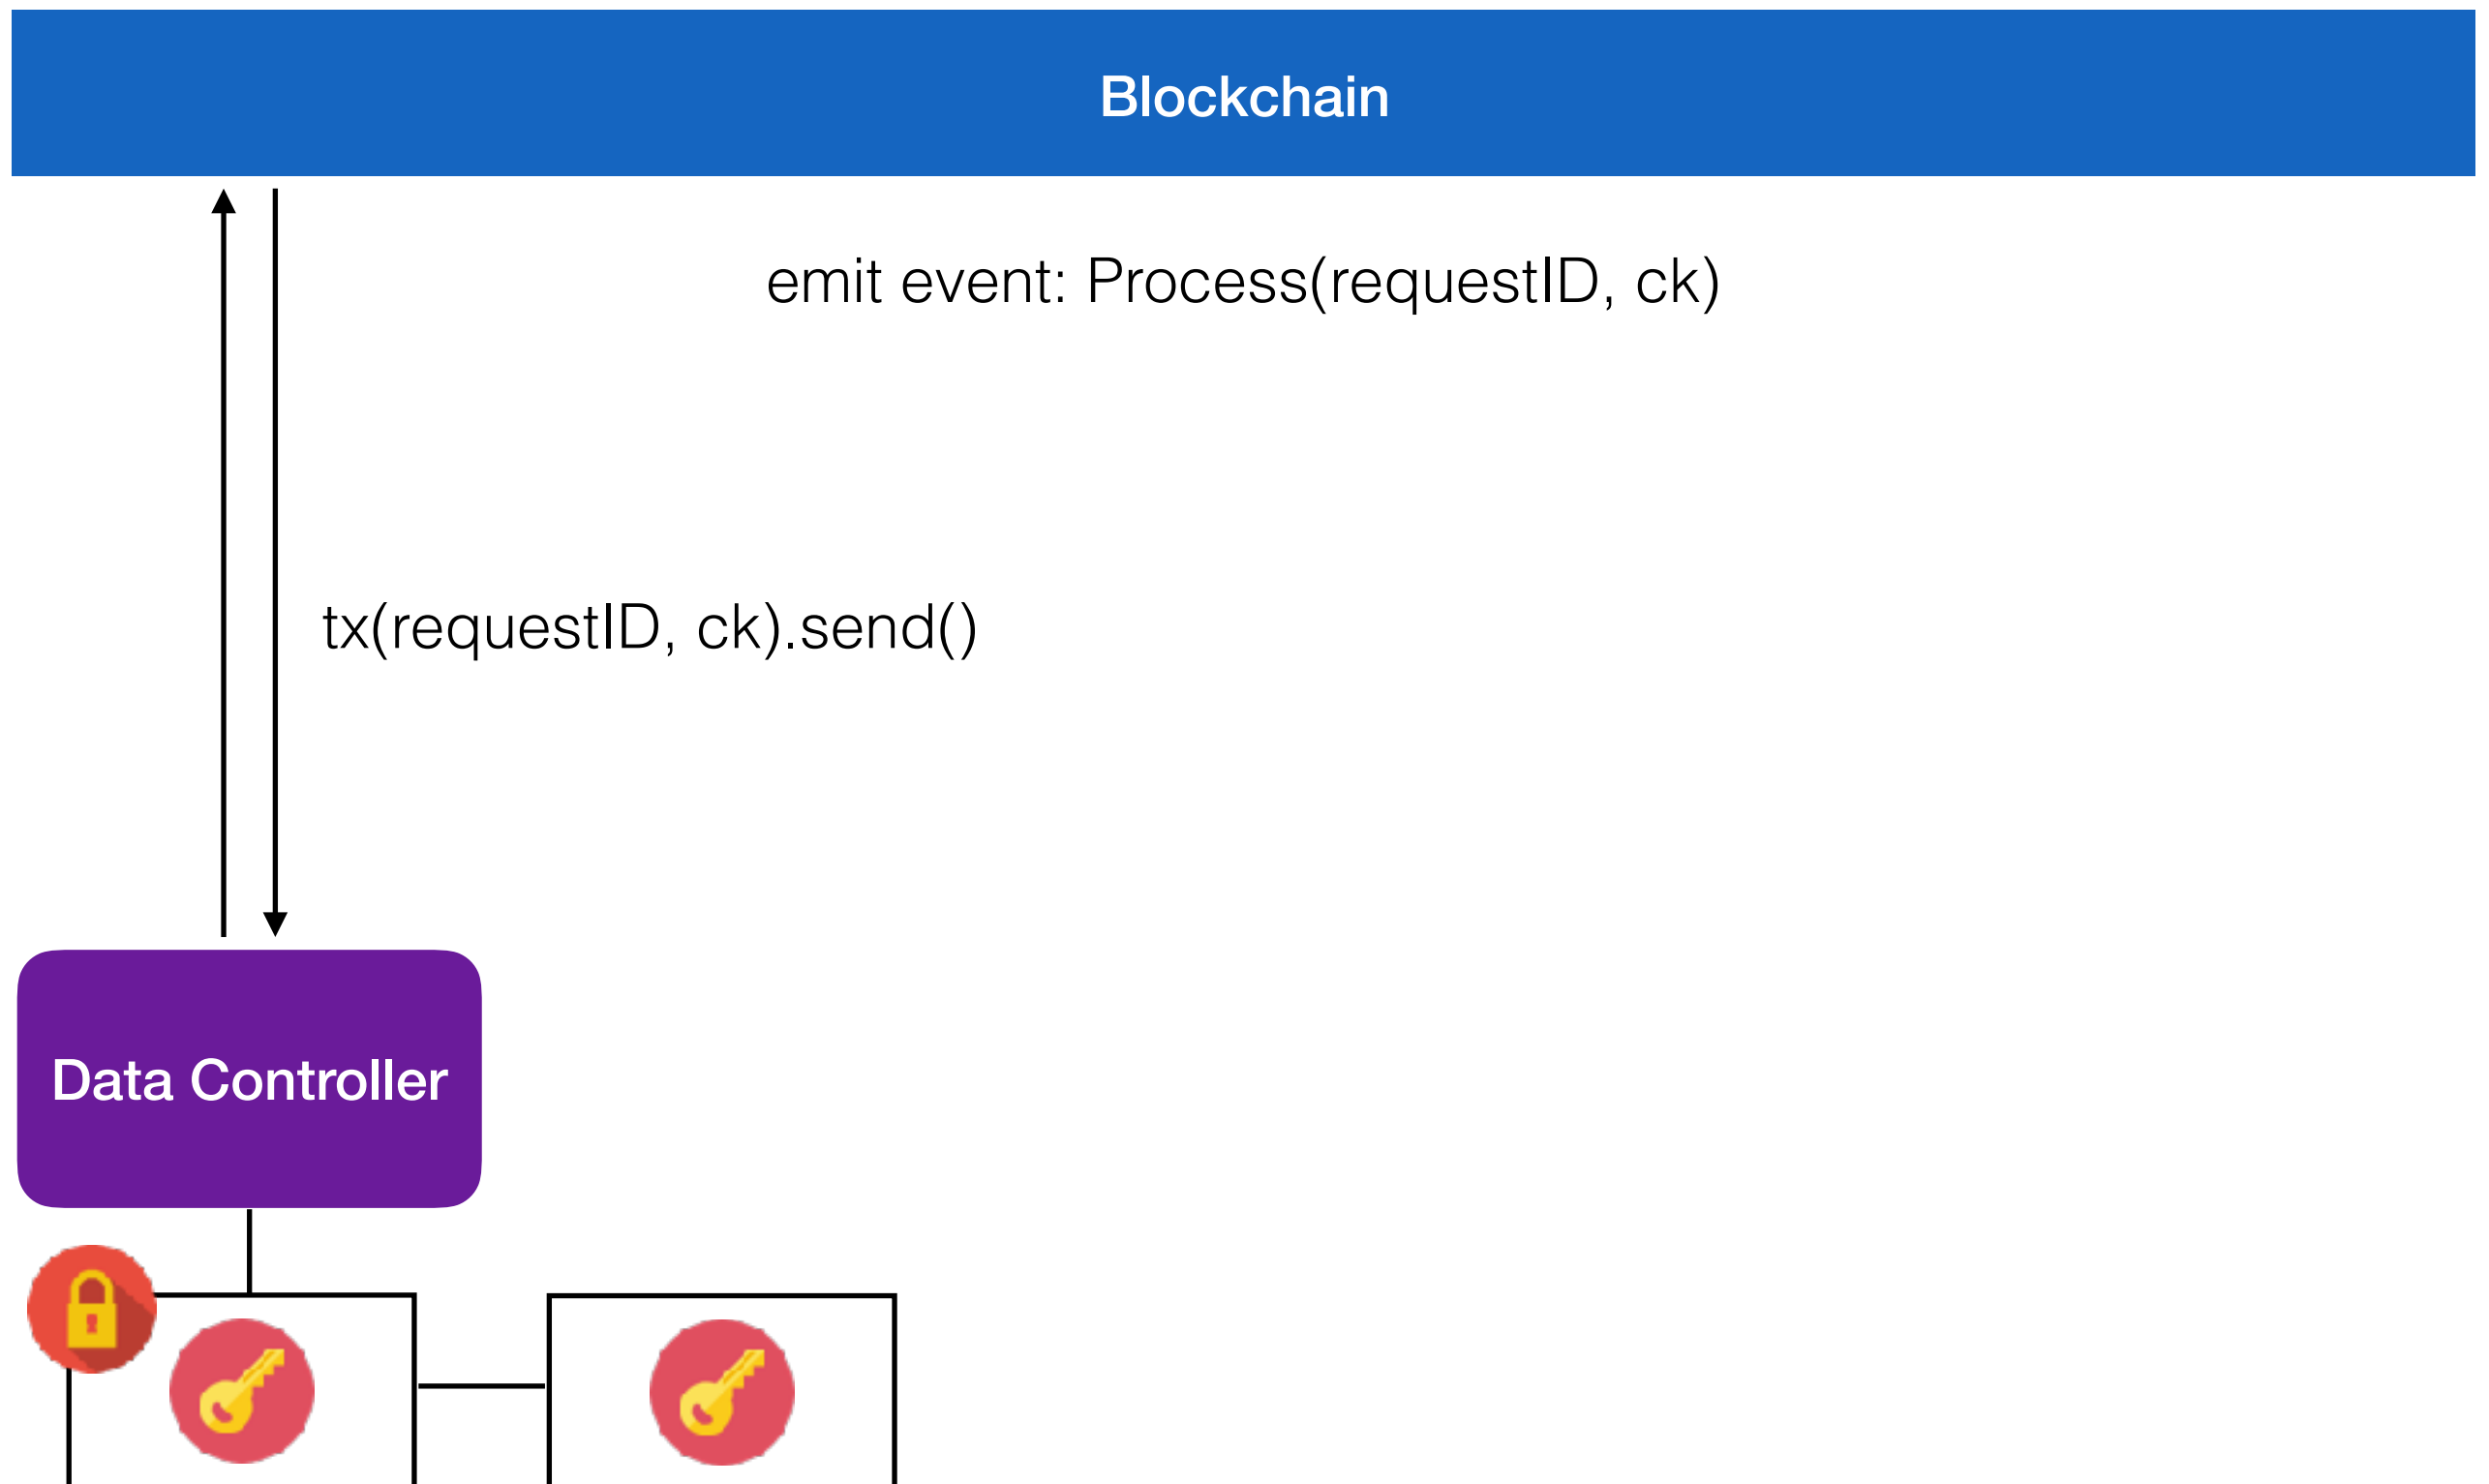 Blockchain
emit event: Process(requestID, ck)
tx(requestID, ck).send()
Data Controller